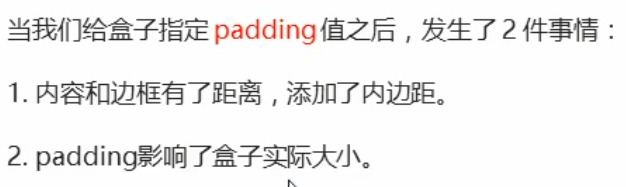 当我们给盒子指定padding值之后，发生了2件事情：
1. 内容和边框有了距离，添加了内边距。
2. padding影响了盒子实际大小。